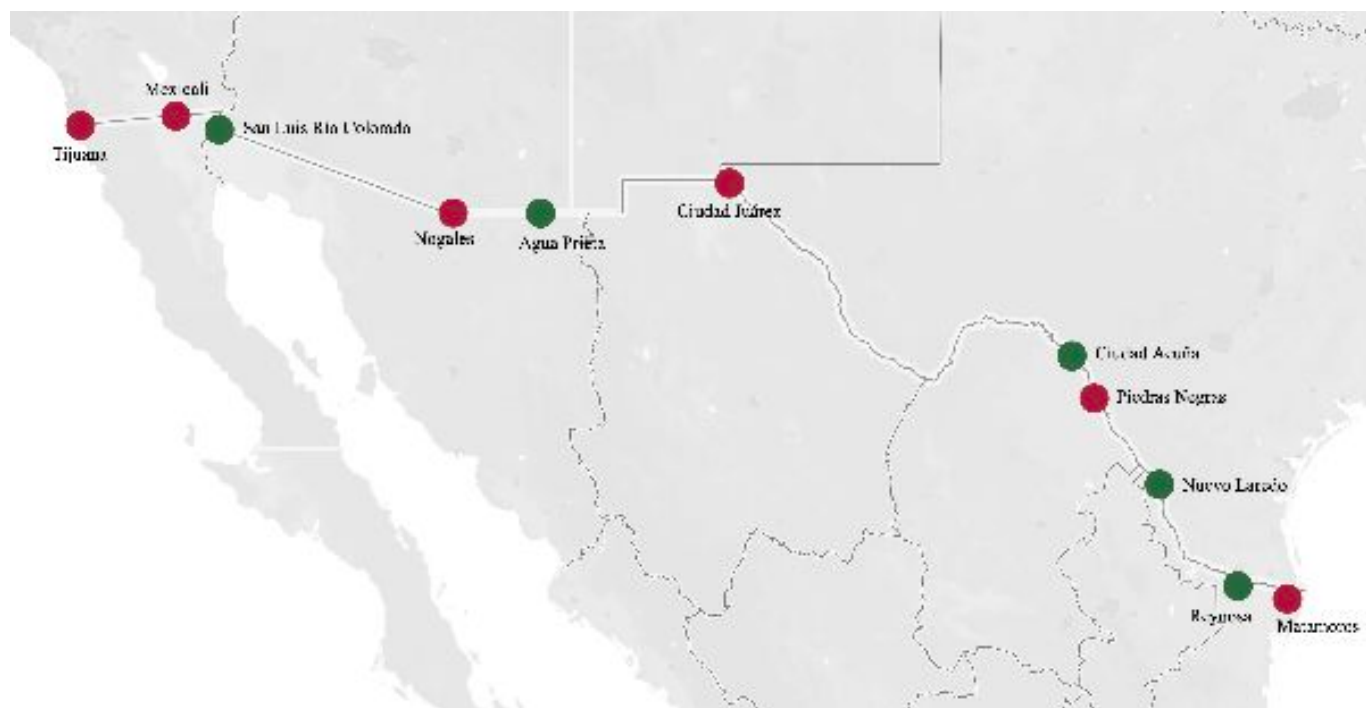 Mexicali
San Luis Río Colorado
Tijuana
Ciudad Juárez
Nogales
Agua Prieta
Ciudad Acuña
Piedras Negras
Nuevo Laredo
Reynosa
Matamoros